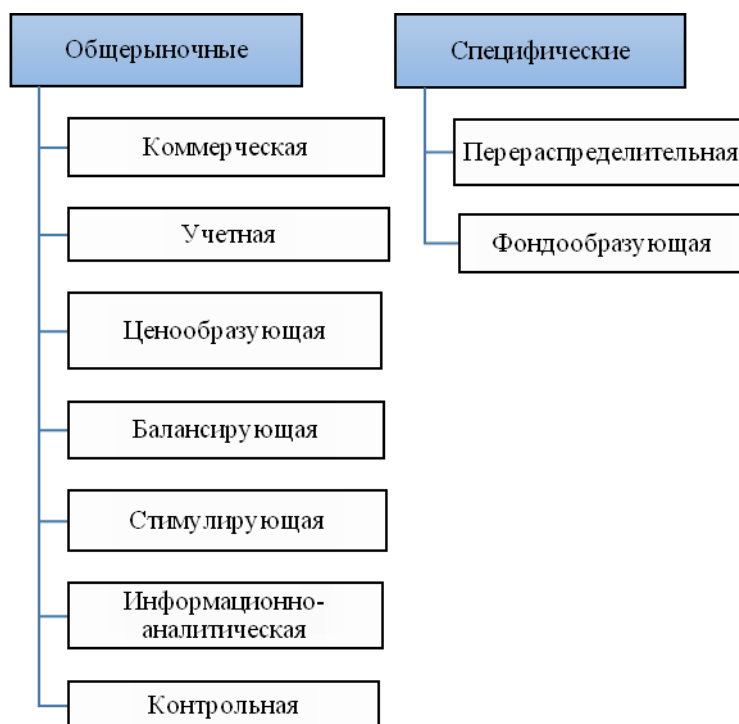 Общерыночные
Коммерческая
Учетная
Ценообразующая
Балансирующая
Стимулирующая
Информационно-
аналитическая
Контрольная
Специфические
Перераспределительная
Фондообразующая